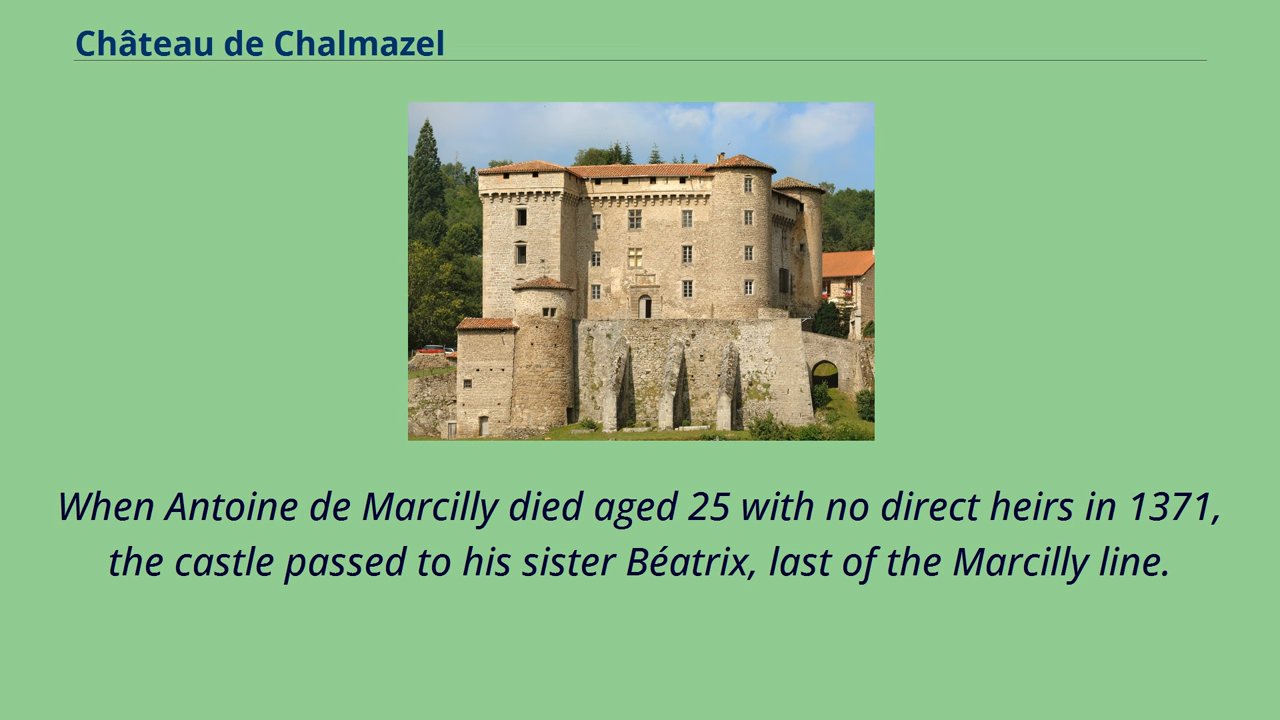 Château de Chalmazel
When Antoine de Marcilly died aged 25 with no direct heirs in 1371,
the castle passed to his sister Béatrix, last of the Marcilly line.